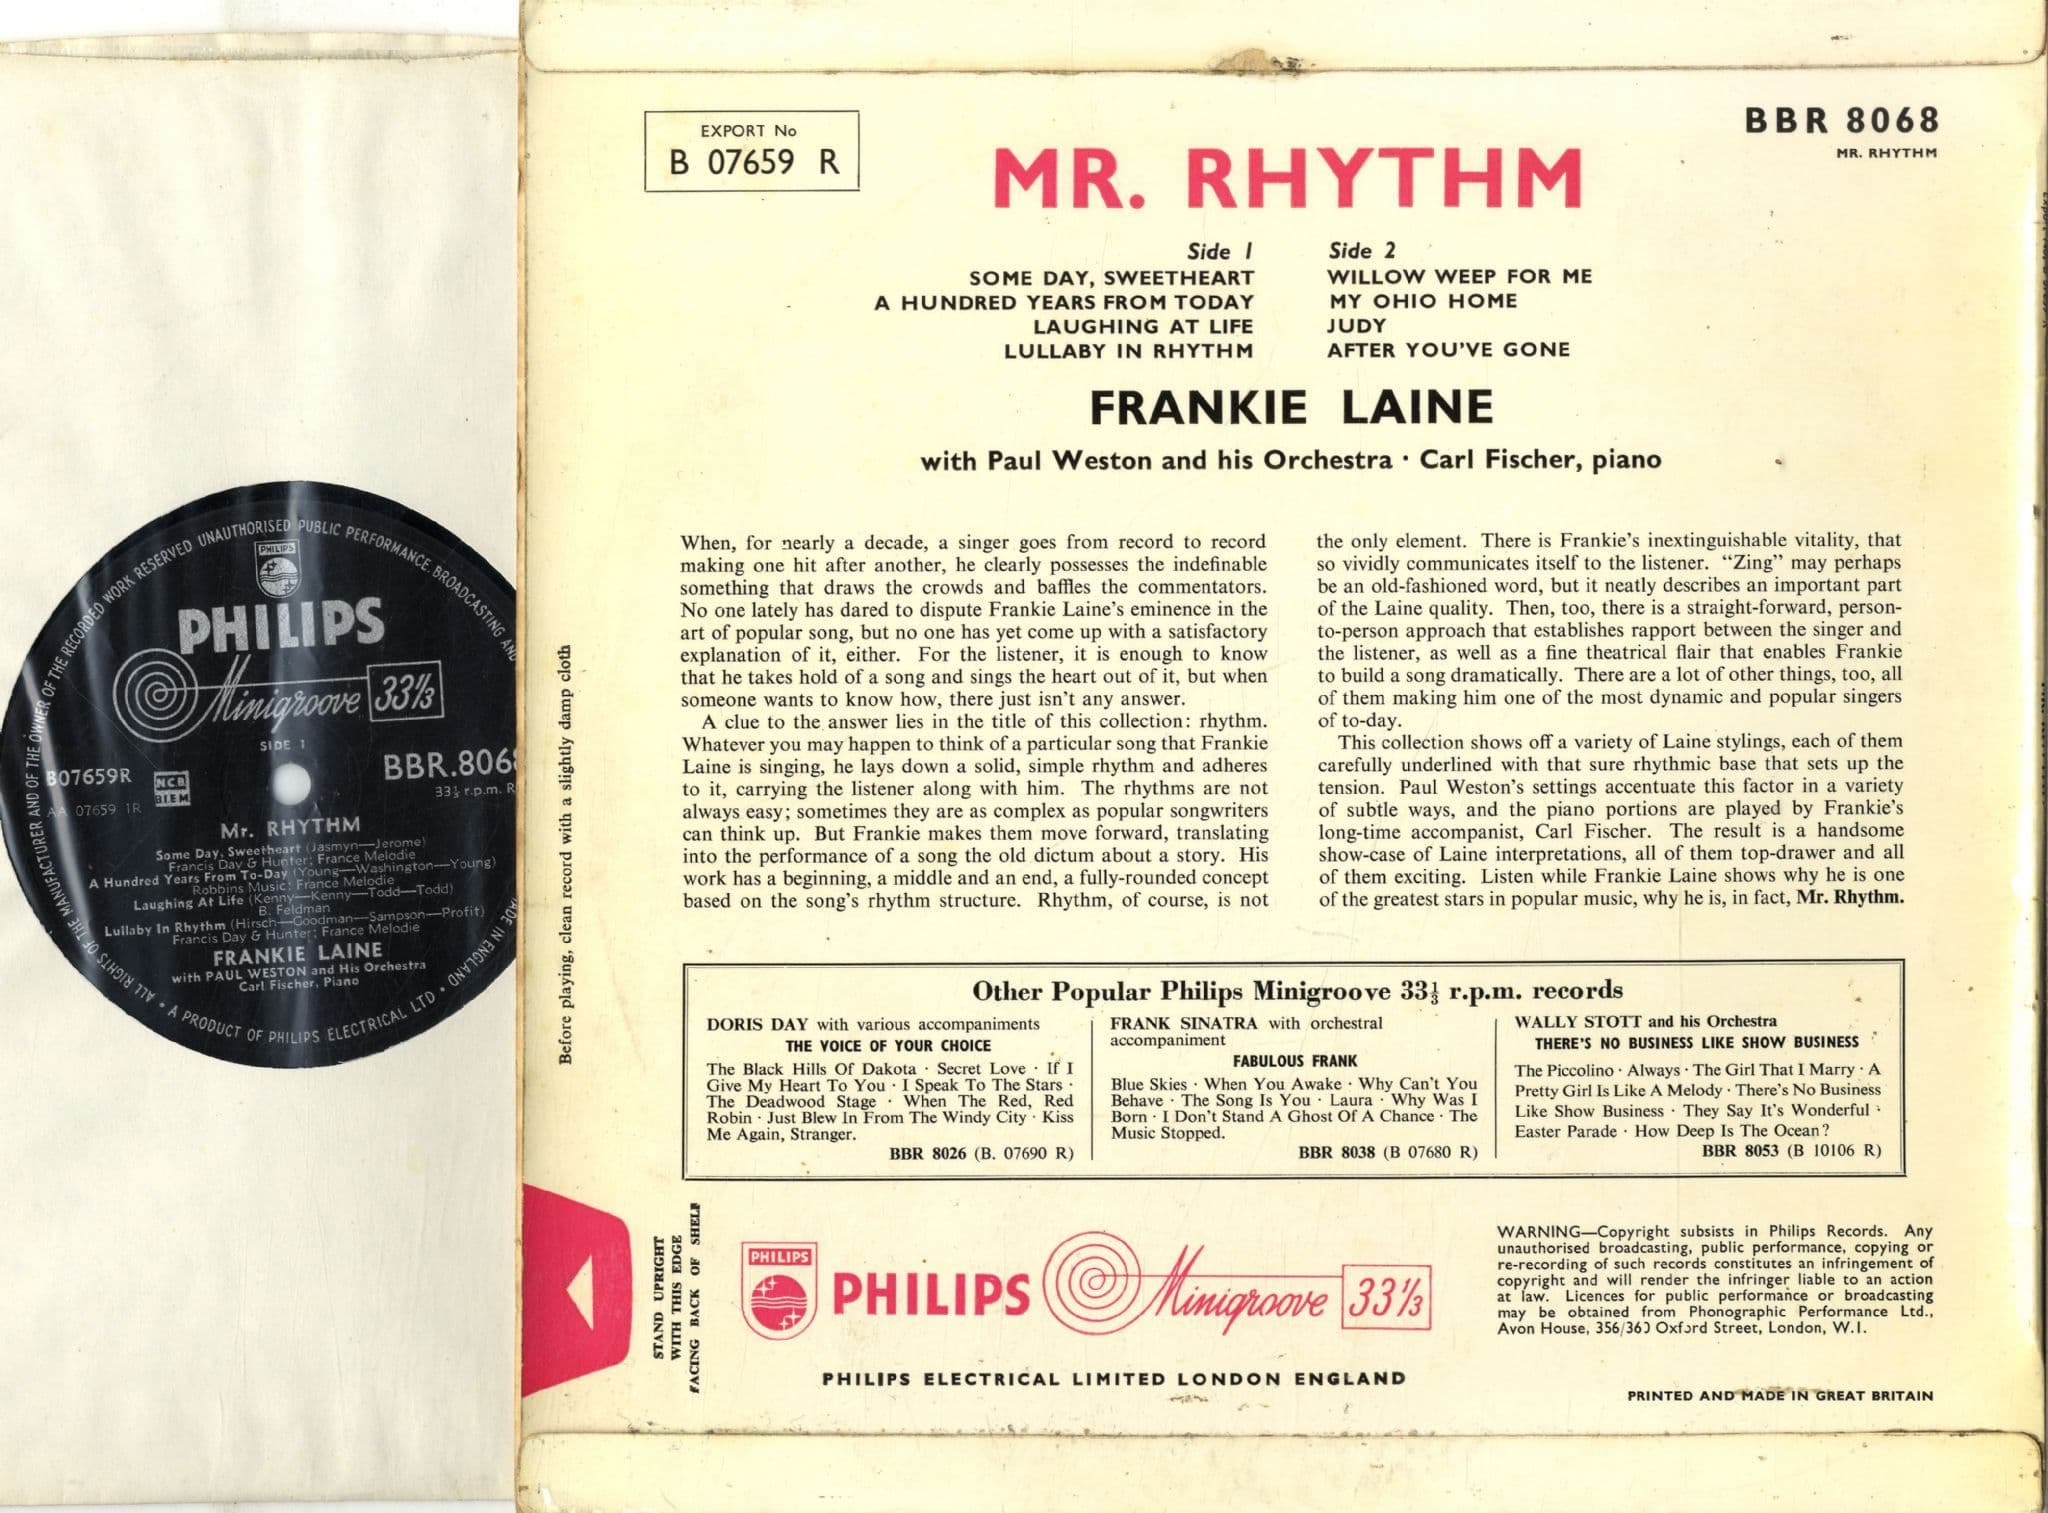 ALL RIGHTS OF THE MANUFACTURER AND OF THE OWNER OF THE RECORDED WORK RESERVED UNAUTHORISED PUBLIC PERFORMANCE BROADCASTING AND
MADE IN ENGLAND • A PRODUCT OF PHILIPS ELECTRICAL LTD •
PHILIPS
PHILIPS
Minigroove 33⅓
SIDE 1
B07659R
NCB
BIEM
BBR.8068
AA 07659 1R
33⅓ r.p.m. R
Mr. RHYTHM
Some Day, Sweetheart (Jasmyn—Jerome)
Francis Day & Hunter; France Melodie
A Hundred Years From To-Day (Young—Washington—Young)
Robbins Music; France Melodie
Laughing At Life (Kenny—Kenny—Todd—Todd)
B. Feldman
Lullaby In Rhythm (Hirsch—Goodman—Sampson—Profit)
Francis Day & Hunter; France Melodie
FRANKIE LAINE
with PAUL WESTON and His Orchestra
Carl Fischer, Piano
EXPORT No
B 07659 R
BBR 8068
MR. RHYTHM
MR. RHYTHM
Side 1
SOME DAY, SWEETHEART
A HUNDRED YEARS FROM TODAY
LAUGHING AT LIFE
LULLABY IN RHYTHM
Side 2
WILLOW WEEP FOR ME
MY OHIO HOME
JUDY
AFTER YOU'VE GONE
FRANKIE LAINE
with Paul Weston and his Orchestra · Carl Fischer, piano
When, for nearly a decade, a singer goes from record to record
making one hit after another, he clearly possesses the indefinable
something that draws the crowds and baffles the commentators.
No one lately has dared to dispute Frankie Laine's eminence in the
art of popular song, but no one has yet come up with a satisfactory
explanation of it, either. For the listener, it is enough to know
that he takes hold of a song and sings the heart out of it, but when
someone wants to know how, there just isn't any answer.
A clue to the answer lies in the title of this collection: rhythm.
Whatever you may happen to think of a particular song that Frankie
Laine is singing, he lays down a solid, simple rhythm and adheres
to it, carrying the listener along with him. The rhythms are not
always easy; sometimes they are as complex as popular songwriters
can think up. But Frankie makes them move forward, translating
into the performance of a song the old dictum about a story. His
work has a beginning, a middle and an end, a fully-rounded concept
based on the song's rhythm structure. Rhythm, of course, is not
the only element. There is Frankie's inextinguishable vitality, that
so vividly communicates itself to the listener. "Zing" may perhaps
be an old-fashioned word, but it neatly describes an important part
of the Laine quality. Then, too, there is a straight-forward, person-
to-person approach that establishes rapport between the singer and
the listener, as well as a fine theatrical flair that enables Frankie
to build a song dramatically. There are a lot of other things, too, all
of them making him one of the most dynamic and popular singers
of to-day.
This collection shows off a variety of Laine stylings, each of them
carefully underlined with that sure rhythmic base that sets up the
tension. Paul Weston's settings accentuate this factor in a variety
of subtle ways, and the piano portions are played by Frankie's
long-time accompanist, Carl Fischer. The result is a handsome
show-case of Laine interpretations, all of them top-drawer and all
of them exciting. Listen while Frankie Laine shows why he is one
of the greatest stars in popular music, why he is, in fact, Mr. Rhythm.
Before playing, clean record with a slightly damp cloth
Other Popular Philips Minigroove 33⅓ r.p.m. records
DORIS DAY with various accompaniments
THE VOICE OF YOUR CHOICE
The Black Hills Of Dakota · Secret Love · If I
Give My Heart To You · I Speak To The Stars ·
The Deadwood Stage · When The Red, Red
Robin · Just Blew In From The Windy City · Kiss
Me Again, Stranger.
BBR 8026 (B. 07690 R)
FRANK SINATRA with orchestral
accompaniment
FABULOUS FRANK
Blue Skies · When You Awake · Why Can't You
Behave · The Song Is You · Laura · Why Was I
Born · I Don't Stand A Ghost Of A Chance · The
Music Stopped.
BBR 8038 (B 07680 R)
WALLY STOTT and his Orchestra
THERE'S NO BUSINESS LIKE SHOW BUSINESS
The Piccolino · Always · The Girl That I Marry · A
Pretty Girl Is Like A Melody · There's No Business
Like Show Business · They Say It's Wonderful ·
Easter Parade · How Deep Is The Ocean?
BBR 8053 (B 10106 R)
STAND UPRIGHT
WITH THIS EDGE
FACING BACK OF SHELF
PHILIPS
PHILIPS
Minigroove 33⅓
PHILIPS ELECTRICAL LIMITED LONDON ENGLAND
WARNING—Copyright subsists in Philips Records. Any
unauthorised broadcasting, public performance, copying or
re-recording of such records constitutes an infringement of
copyright and will render the infringer liable to an action
at law. Licences for public performance or broadcasting
may be obtained from Phonographic Performance Ltd.,
Avon House, 356/360 Oxford Street, London, W.1.
PRINTED AND MADE IN GREAT BRITAIN